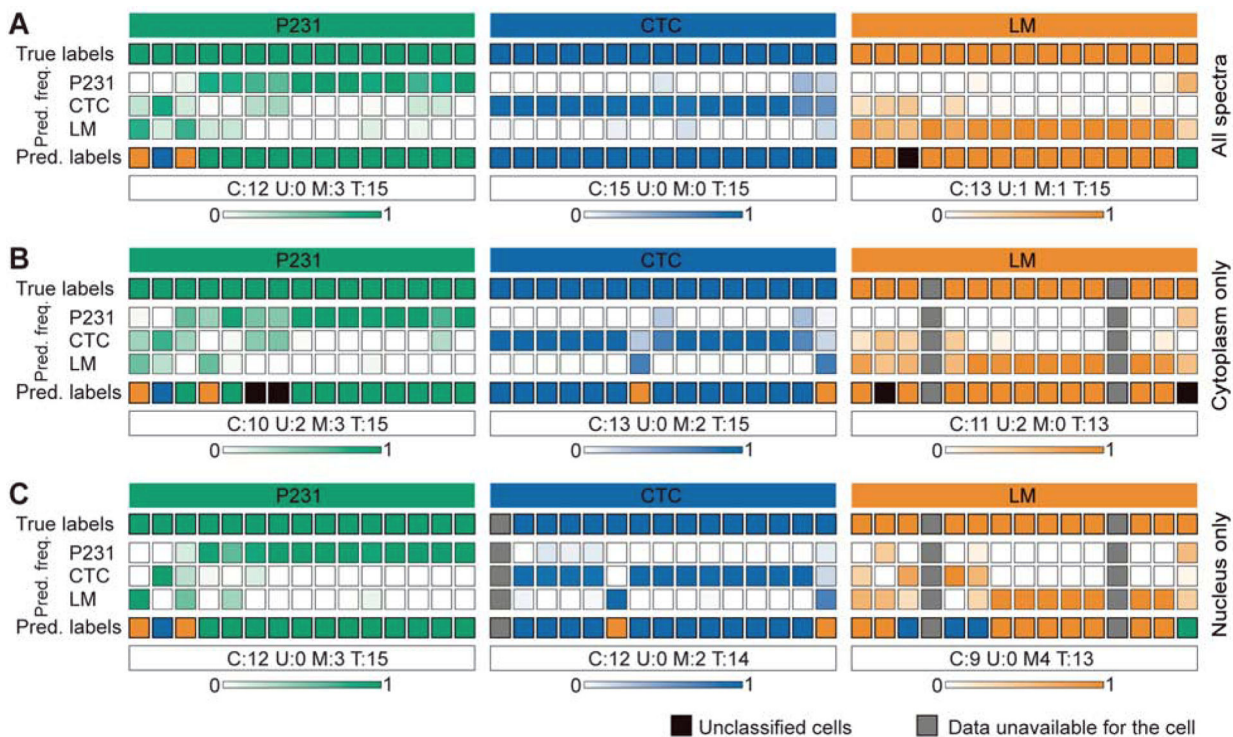 A
P231 CTC LM
True labels
Pred. freq.
P231
CTC
LM
Pred. labels
All spectra
C:12 U:0 M:3 T:15 C:15 U:0 M:0 T:15 C:13 U:1 M:1 T:15
0 1 0 1 0 1
B
P231 CTC LM
True labels
Pred. freq.
P231
CTC
LM
Pred. labels
Cytoplasm only
C:10 U:2 M:3 T:15 C:13 U:0 M:2 T:15 C:11 U:2 M:0 T:13
0 1 0 1 0 1
C
P231 CTC LM
True labels
Pred. freq.
P231
CTC
LM
Pred. labels
Nucleus only
C:12 U:0 M:3 T:15 C:12 U:0 M:2 T:14 C:9 U:0 M4 T:13
0 1 0 1 0 1
Unclassified cells Data unavailable for the cell